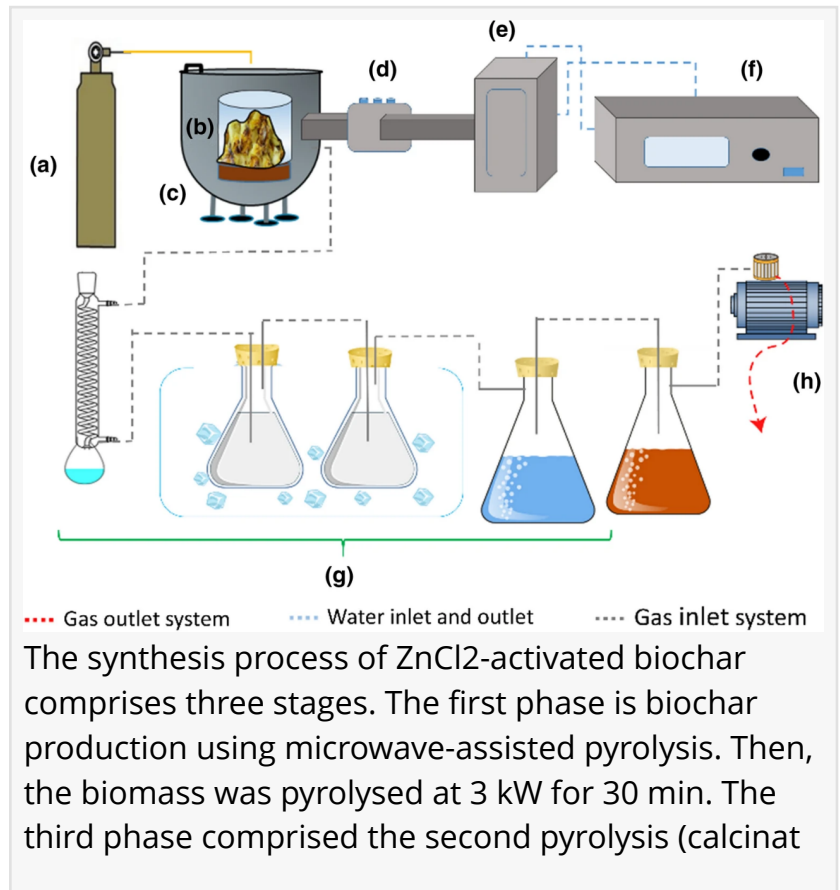 (e)
(d)
(f)
(b)
(a)
(c)
(h)
(g)
Gas outlet system
Water inlet and outlet
Gas inlet system
The synthesis process of ZnCl2-activated biochar
comprises three stages. The first phase is biochar
production using microwave-assisted pyrolysis. Then,
the biomass was pyrolysed at 3 kW for 30 min. The
third phase comprised the second pyrolysis (calcinat